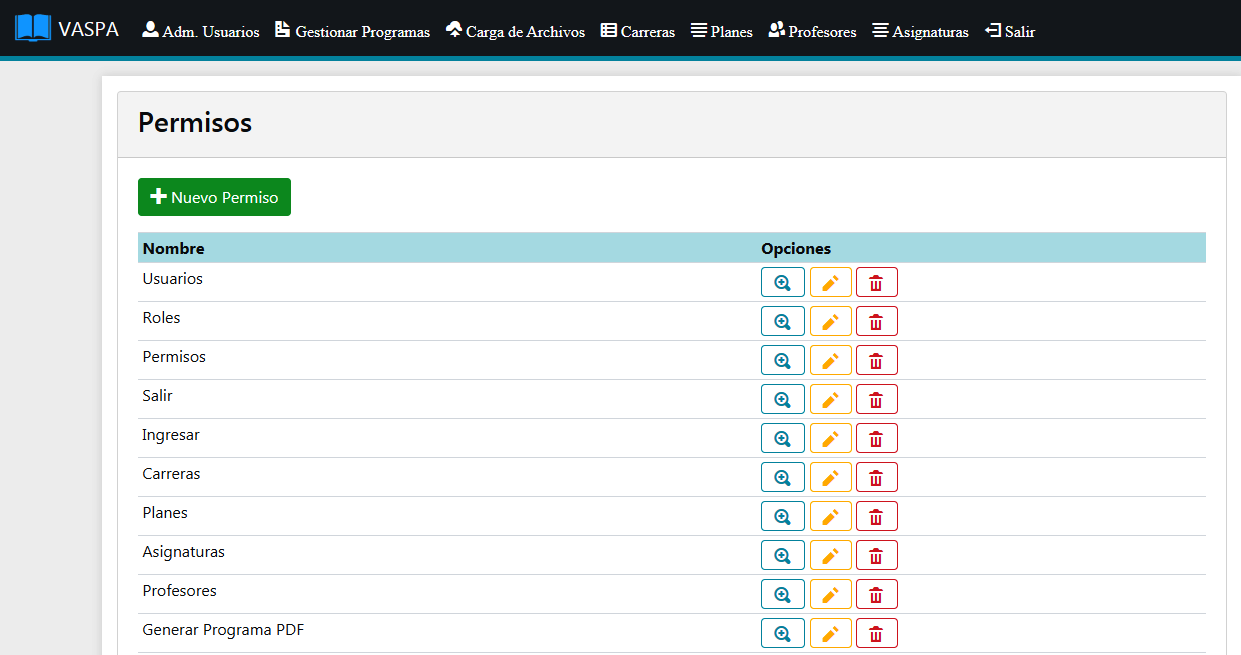 VASPA Adm. Usuarios Gestionar Programas Carga de Archivos Carreras Planes Profesores Asignaturas Salir
Permisos
Nuevo Permiso
Nombre Opciones
Usuarios
Roles
Permisos
Salir
Ingresar
Carreras
Planes
Asignaturas
Profesores
Generar Programa PDF